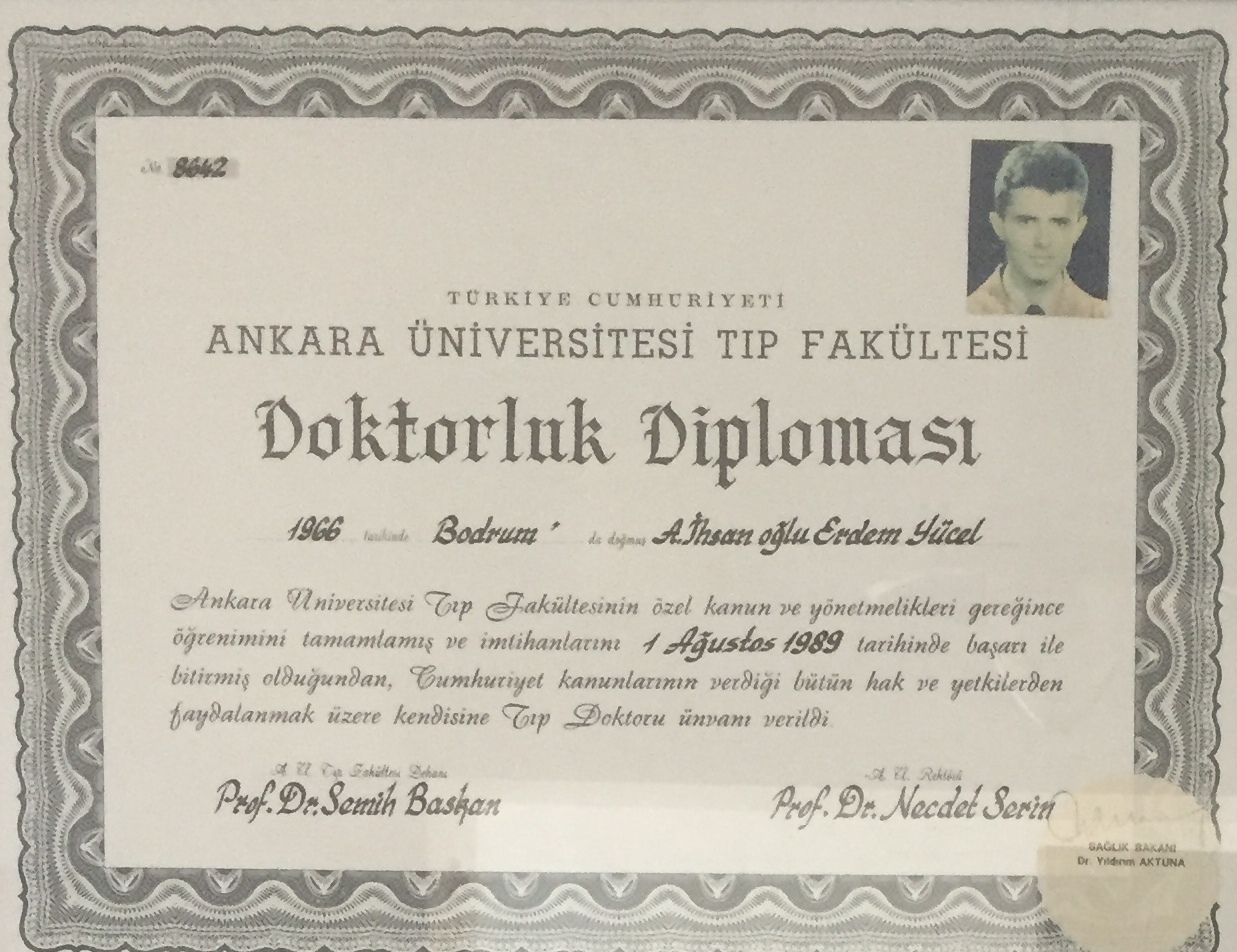 No 8642
TÜRKİYE CUMHURİYETİ
ANKARA ÜNİVERSİTESİ TIP FAKÜLTESİ
Doktorluk Diploması
1966 tarihinde Bodrum' da doğmuş A.İhsan oğlu Erdem Yücel
Ankara Üniversitesi Tıp Fakültesinin özel kanun ve yönetmelikleri gereğince
öğrenimini tamamlamış ve imtihanlarını 1 Ağustos 1989 tarihinde başarı ile
bitirmiş olduğundan, Cumhuriyet kanunlarının verdiği bütün hak ve yetkilerden
faydalanmak üzere kendisine Tıp Doktoru ünvanı verildi.
A. Ü. Tıp Fakültesi Dekanı
Prof. Dr. Semih Baskan
A. Ü. Rektörü
Prof. Dr. Necdet Serin
SAĞLIK BAKANI
Dr. Yıldırım AKTUNA